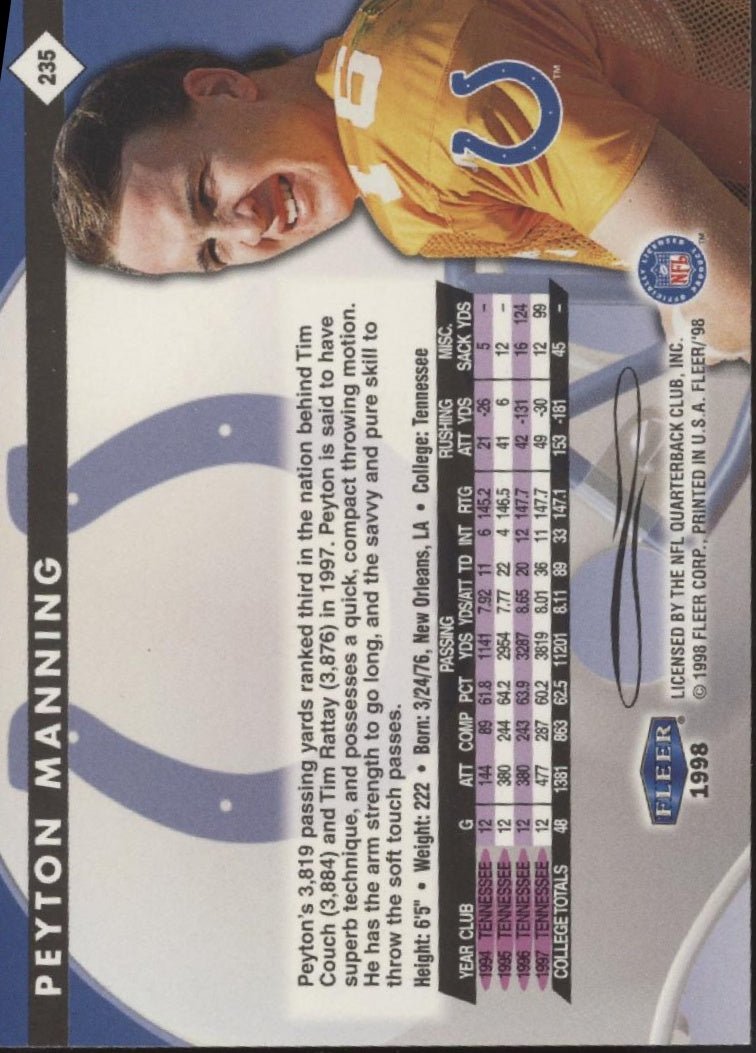 235
PEYTON MANNING
16
Peyton's 3,819 passing yards ranked third in the nation behind Tim
Couch (3,884) and Tim Rattay (3,876) in 1997. Peyton is said to have
superb technique, and possesses a quick, compact throwing motion.
He has the arm strength to go long, and the savvy and pure skill to
throw the soft touch passes.
Height: 6'5" • Weight: 222 • Born: 3/24/76, New Orleans, LA • College: Tennessee
PASSING RUSHING MISC.
YEAR CLUB G ATT COMP PCT YDS YDS/ATT TD INT RTG ATT YDS SACK YDS
1994 TENNESSEE 12 144 89 61.8 1141 7.92 11 6 145.2 21 -26 5 -
1995 TENNESSEE 12 380 244 64.2 2954 7.77 22 4 146.5 41 6 12 -
1996 TENNESSEE 12 380 243 63.9 3287 8.65 20 12 147.7 42 -131 16 124
1997 TENNESSEE 12 477 287 60.2 3819 8.01 36 11 147.7 49 -30 12 99
COLLEGE TOTALS 48 1381 863 62.5 11201 8.11 89 33 147.1 153 -181 45 -
FLEER®
1998
LICENSED BY THE NFL QUARTERBACK CLUB, INC.
© 1998 FLEER CORP., PRINTED IN U.S.A. FLEER/'98
OFFICIALLY LICENSED PRODUCT
NFL
TM
TM